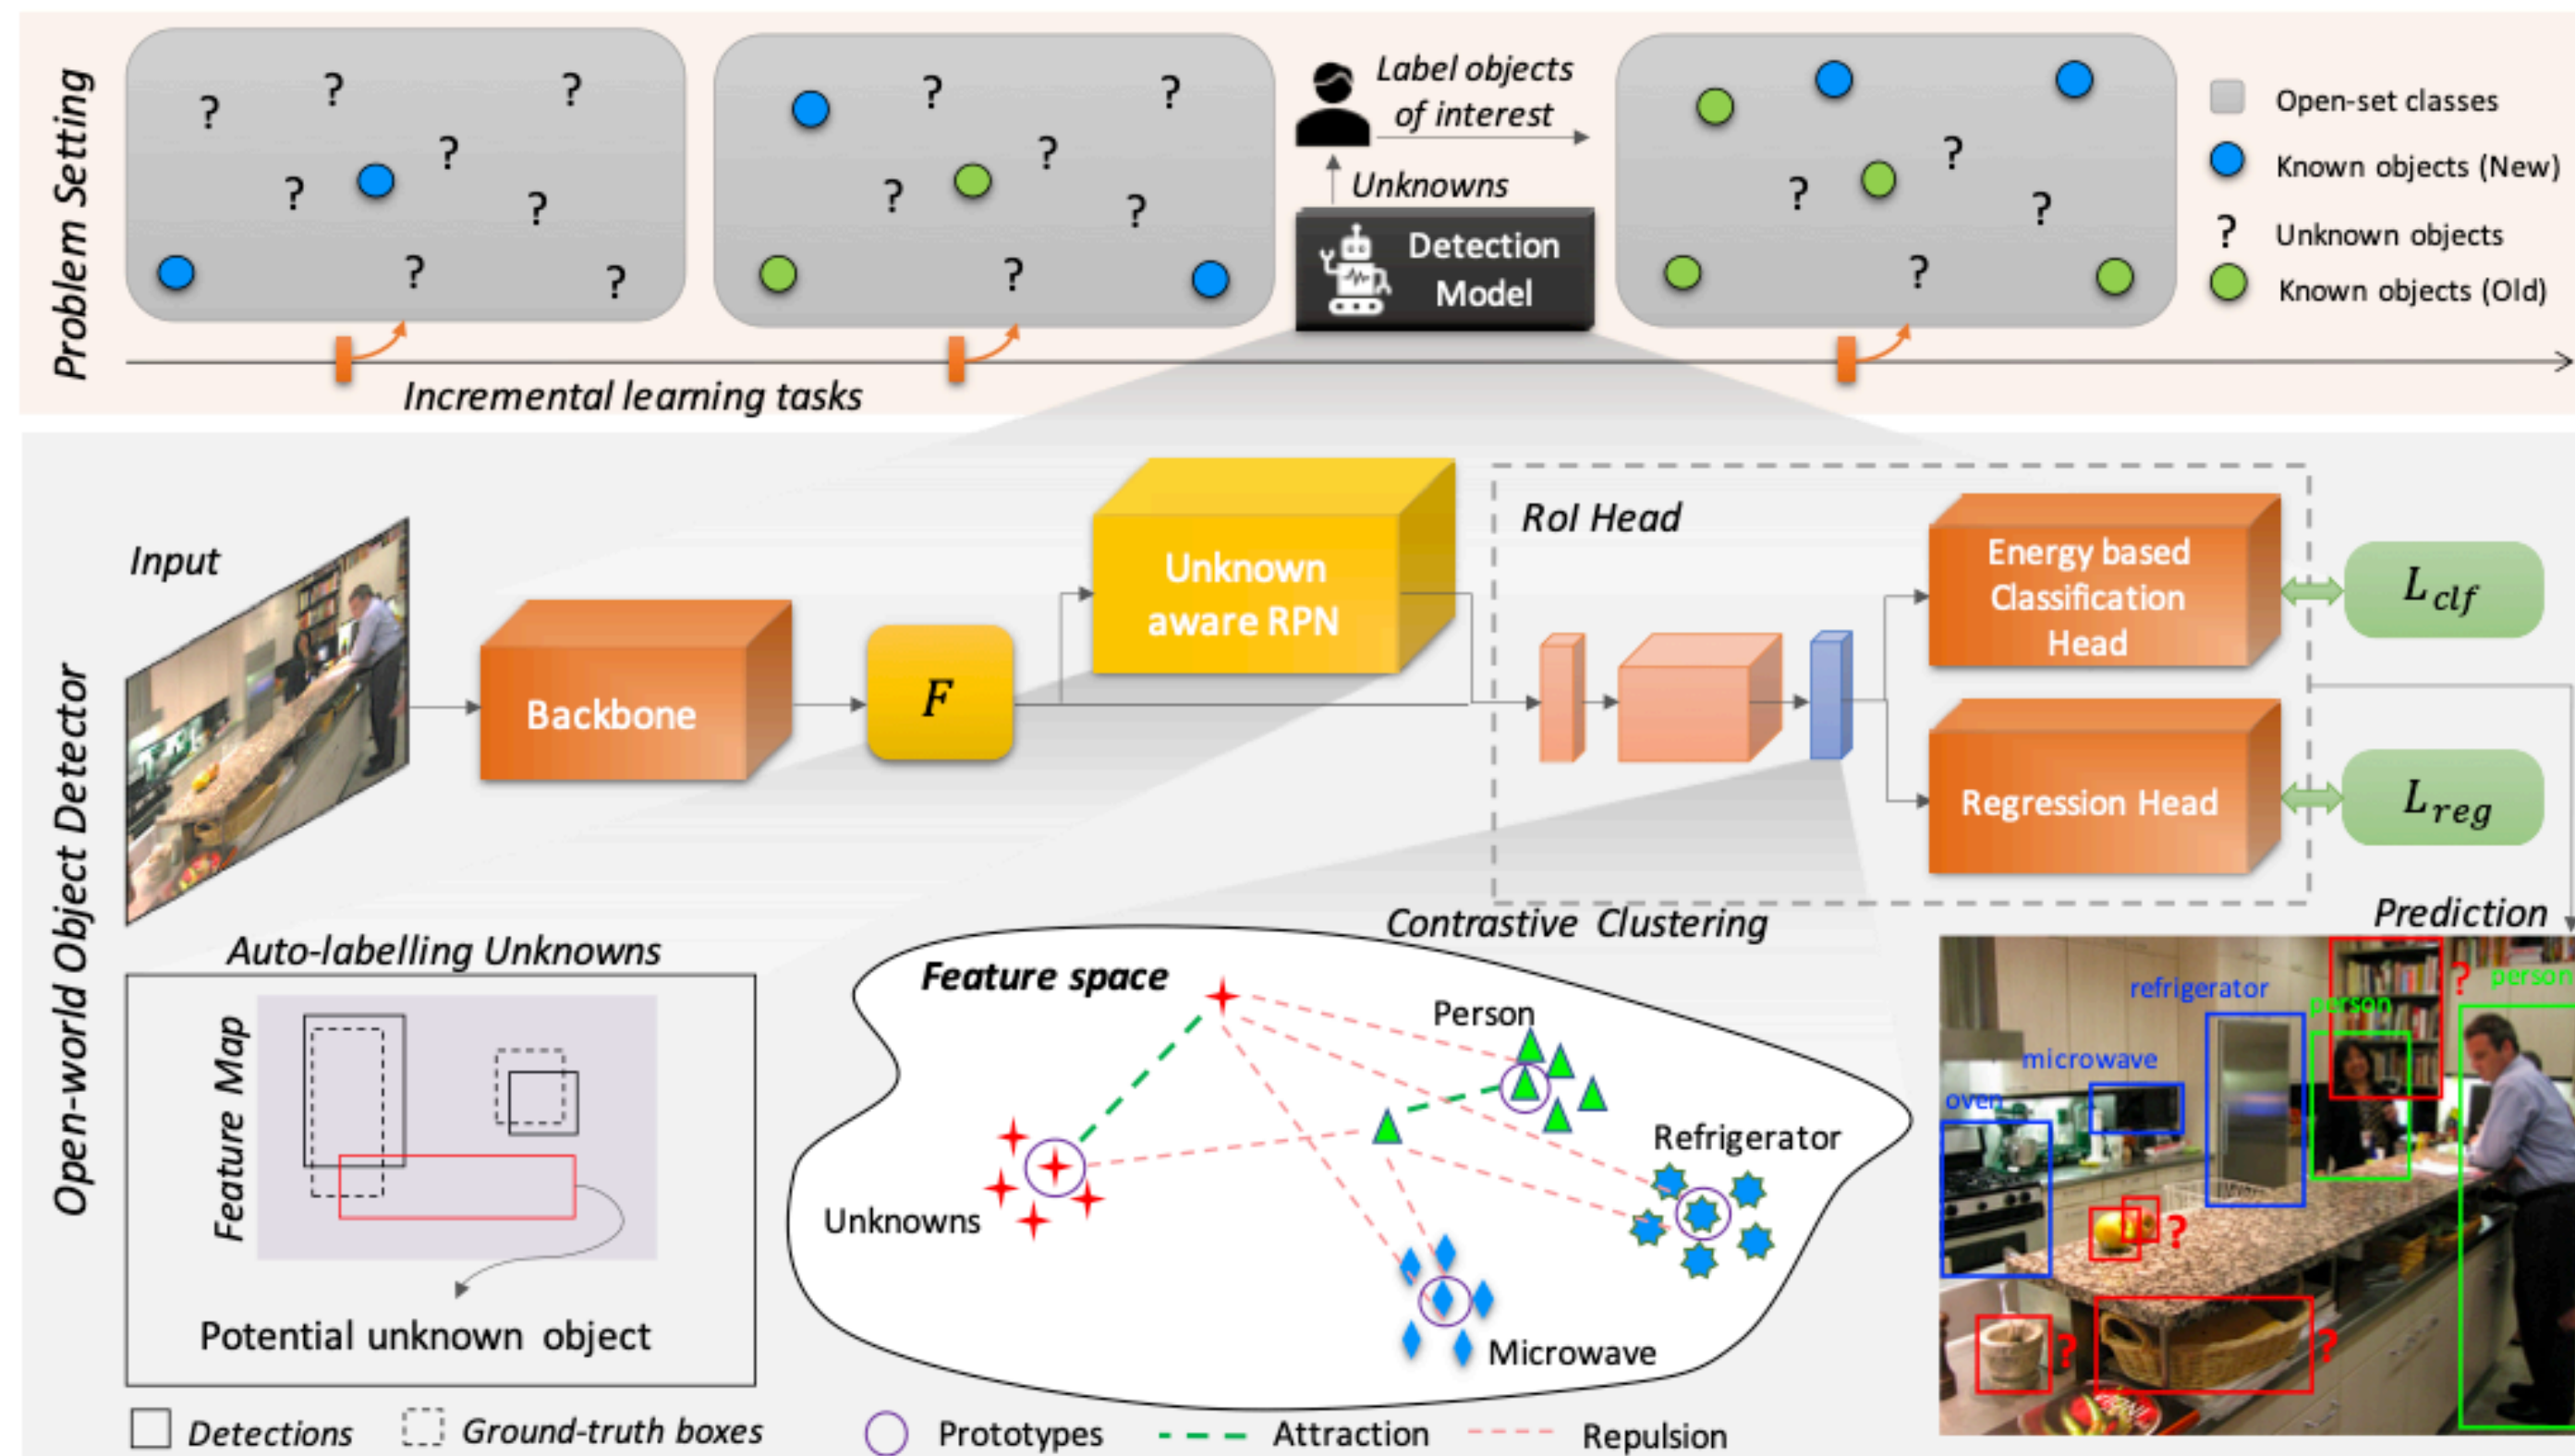 Problem Setting
?
?
?
?
?
?
?
?
?
?
?
?
?
?
Label objects
of interest
Unknowns
Detection
Model
?
?
?
?
Open-set classes
Known objects (New)
?
Unknown objects
Known objects (Old)
Incremental learning tasks
Open-world Object Detector
Input
Backbone
F
Unknown
aware RPN
RoI Head
Energy based
Classification
Head
Regression Head
L_clf
L_reg
Prediction
Auto-labelling Unknowns
Feature Map
Potential unknown object
Detections
Ground-truth boxes
Contrastive Clustering
Feature space
Person
Refrigerator
Unknowns
Microwave
Prototypes
Attraction
Repulsion
?
person
refrigerator
person
microwave
oven
?
?
?